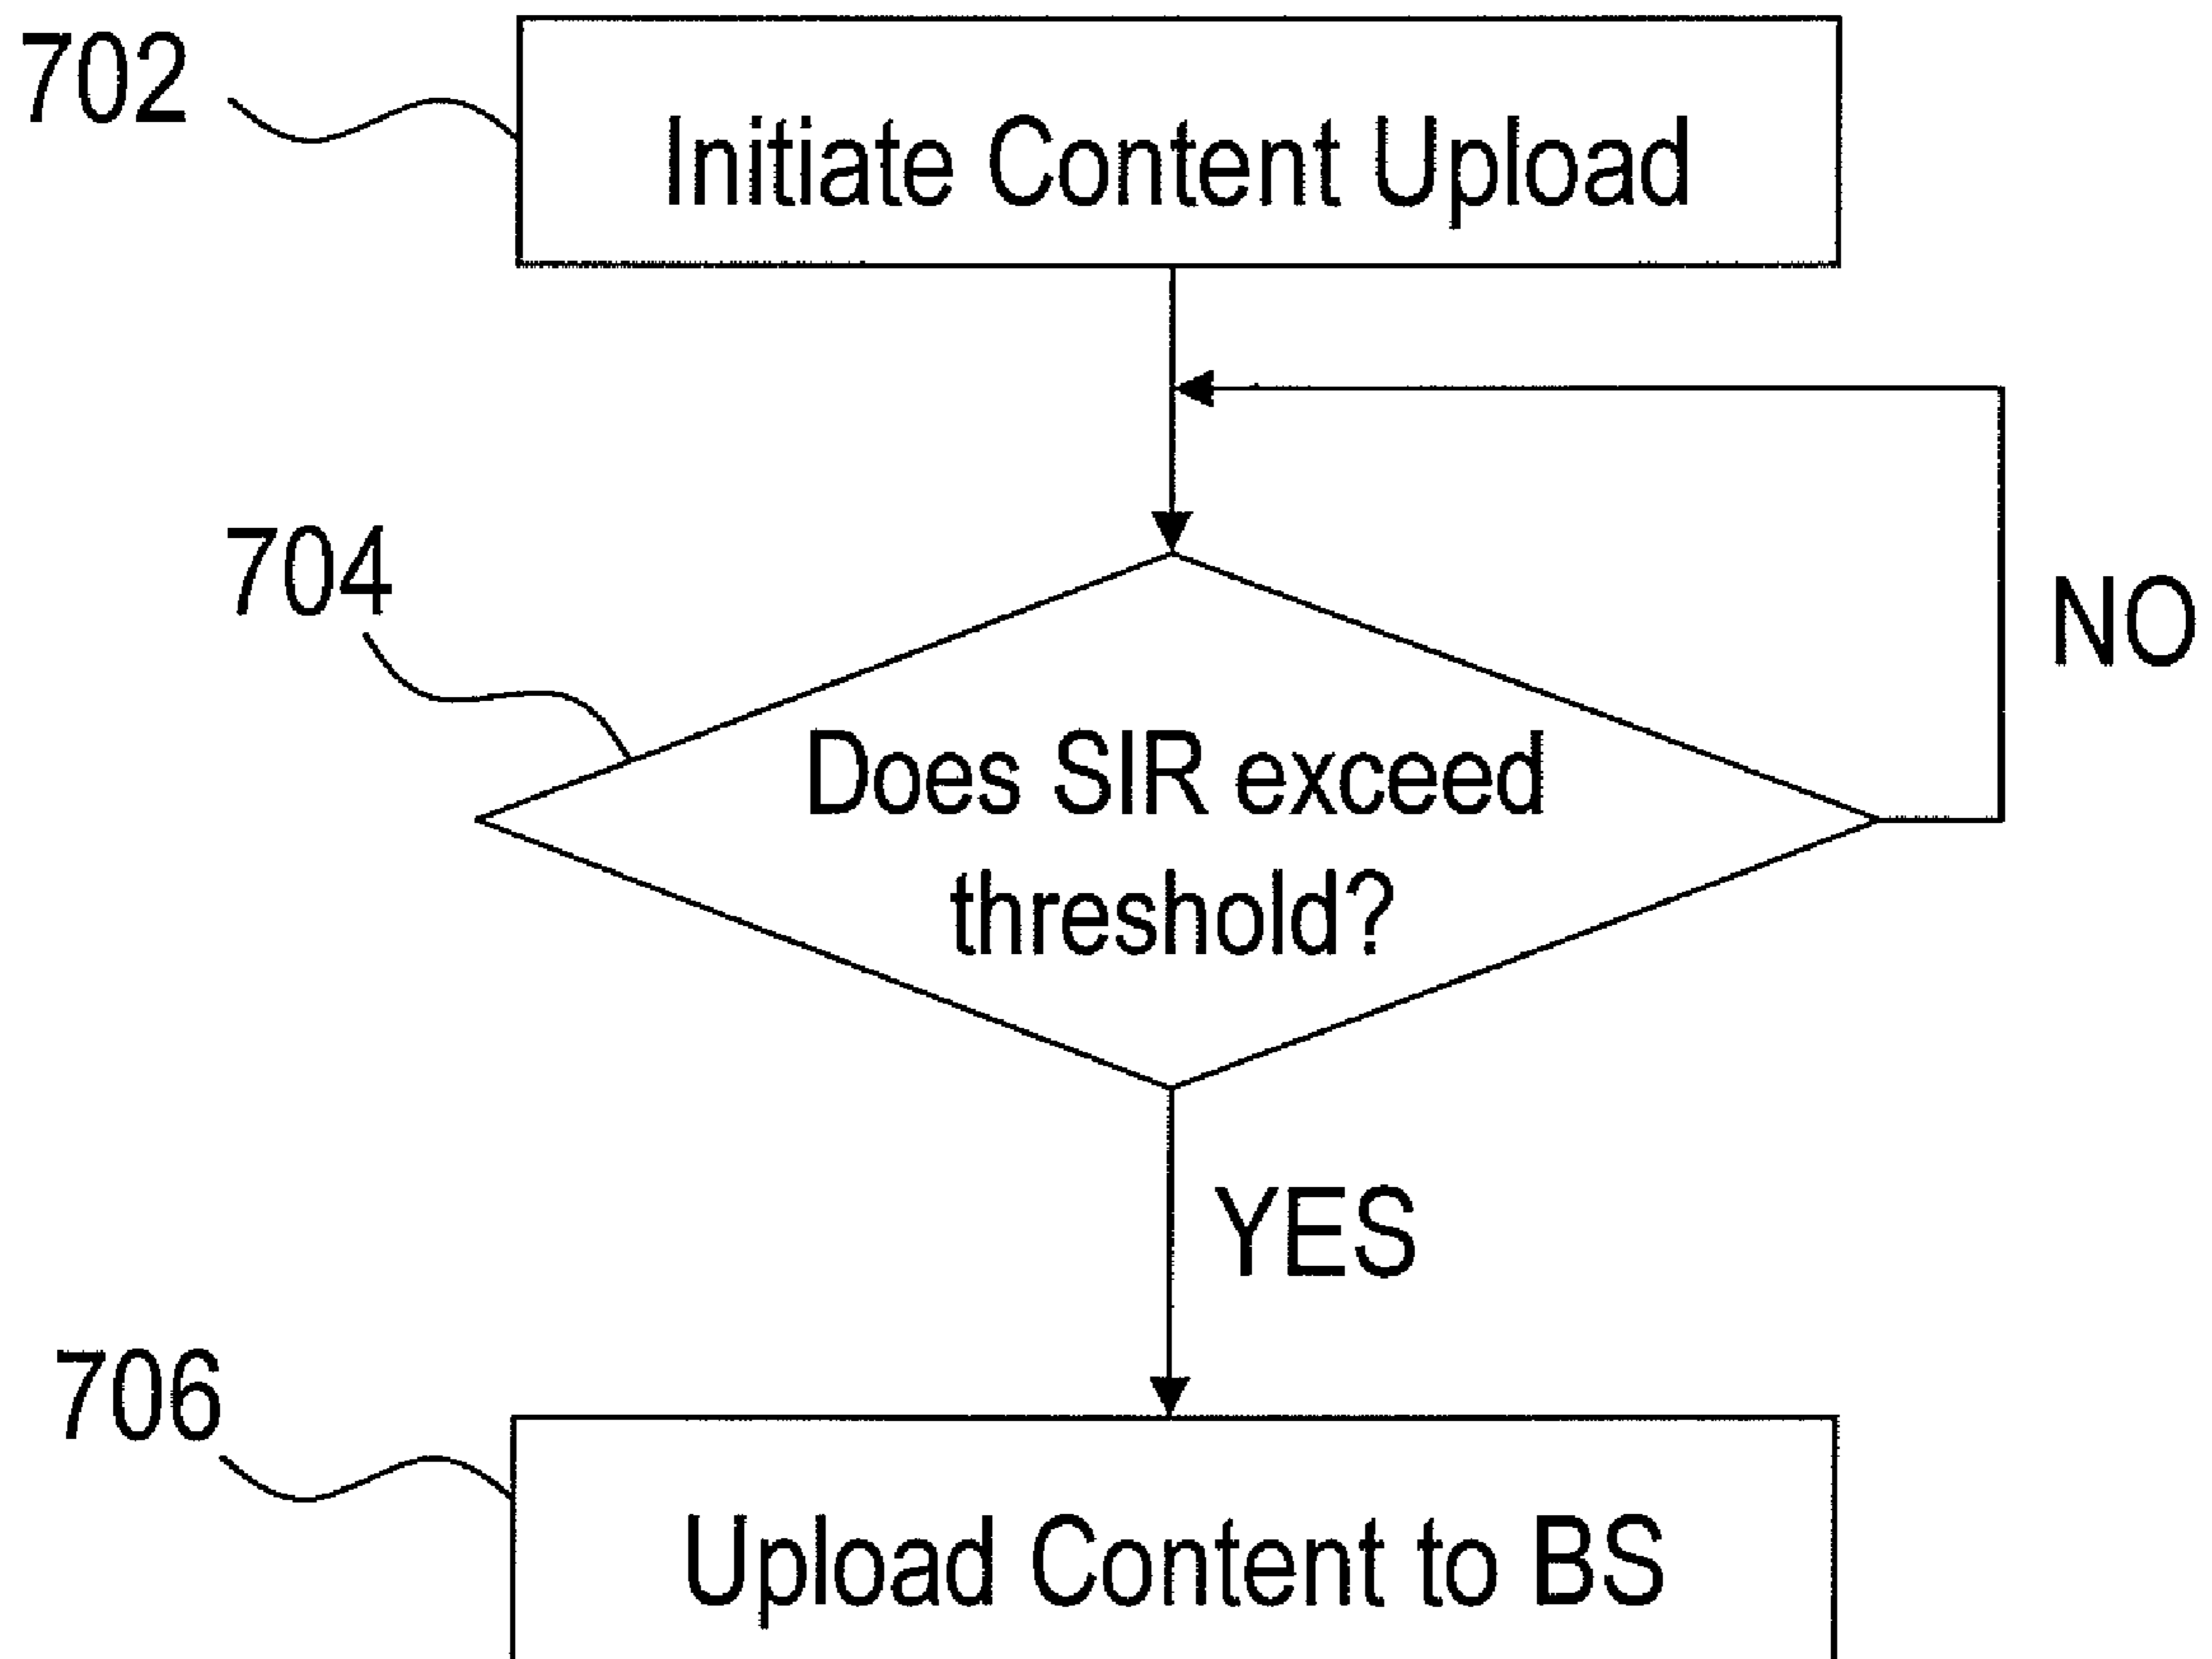 702
Initiate Content Upload
704
NO
Does SIR exceed
threshold?
YES
706
Upload Content to BS